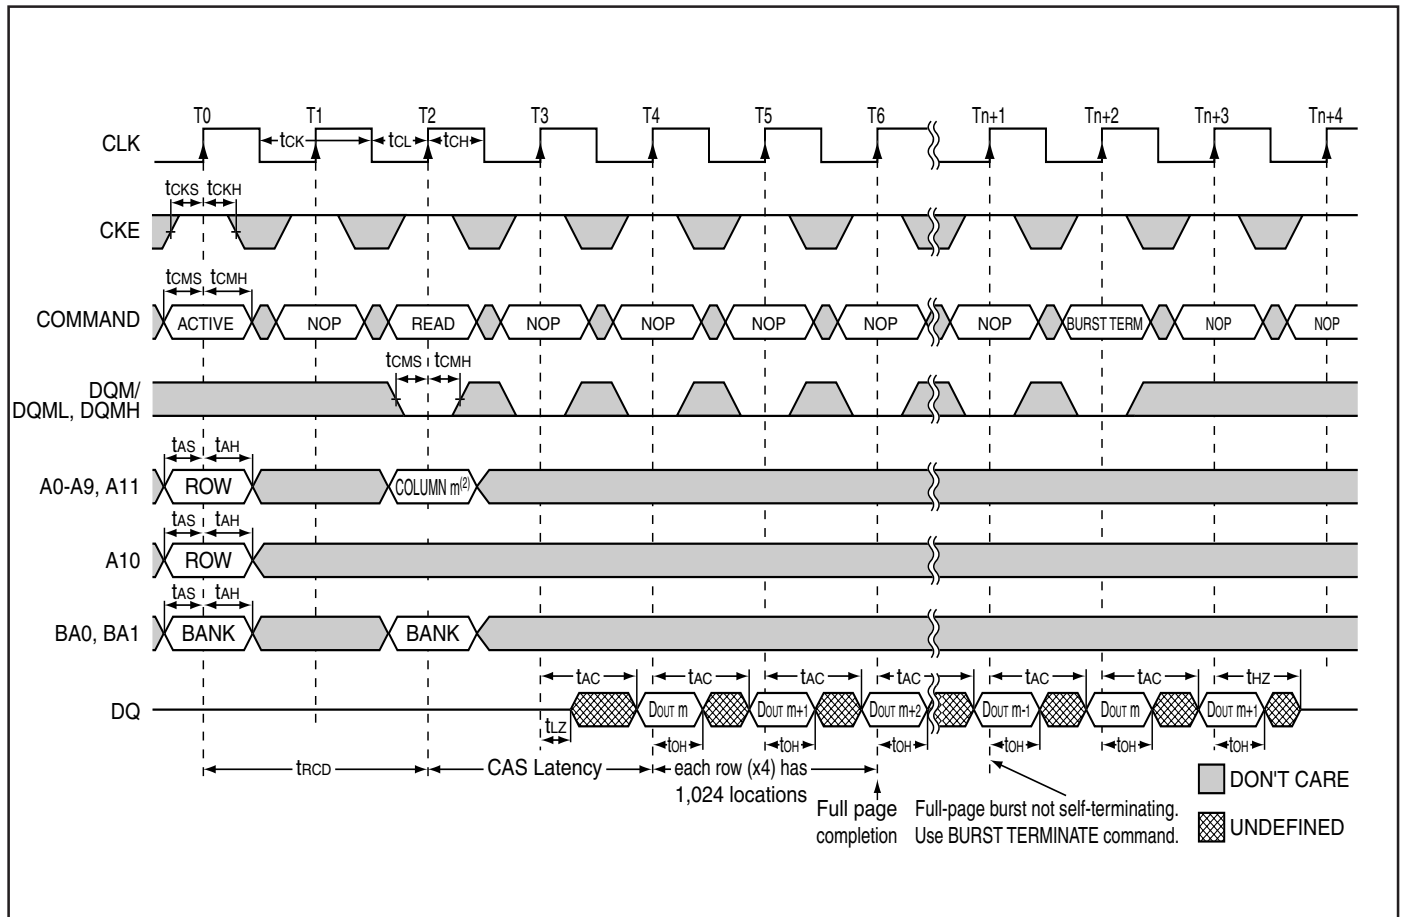 T0 T1 T2 T3 T4 T5 T6 Tn+1 Tn+2 Tn+3 Tn+4
CLK tCK tCL tCH
tCKS tCKH
CKE
tCMS tCMH
COMMAND ACTIVE NOP READ NOP NOP NOP NOP NOP BURST TERM NOP NOP
tCMS tCMH
DQM/
DQML, DQMH
tAS tAH
A0-A9, A11 ROW COLUMN m(2)
tAS tAH
A10 ROW
tAS tAH
BA0, BA1 BANK BANK
tAC tAC tAC tAC tAC tAC tHZ
DQ DOUT m DOUT m+1 DOUT m+2 DOUT m-1 DOUT m DOUT m+1
tLZ tOH tOH tOH tOH tOH tOH
tRCD CAS Latency each row (x4) has
1,024 locations
Full page
completion
Full-page burst not self-terminating.
Use BURST TERMINATE command.
DON'T CARE
UNDEFINED